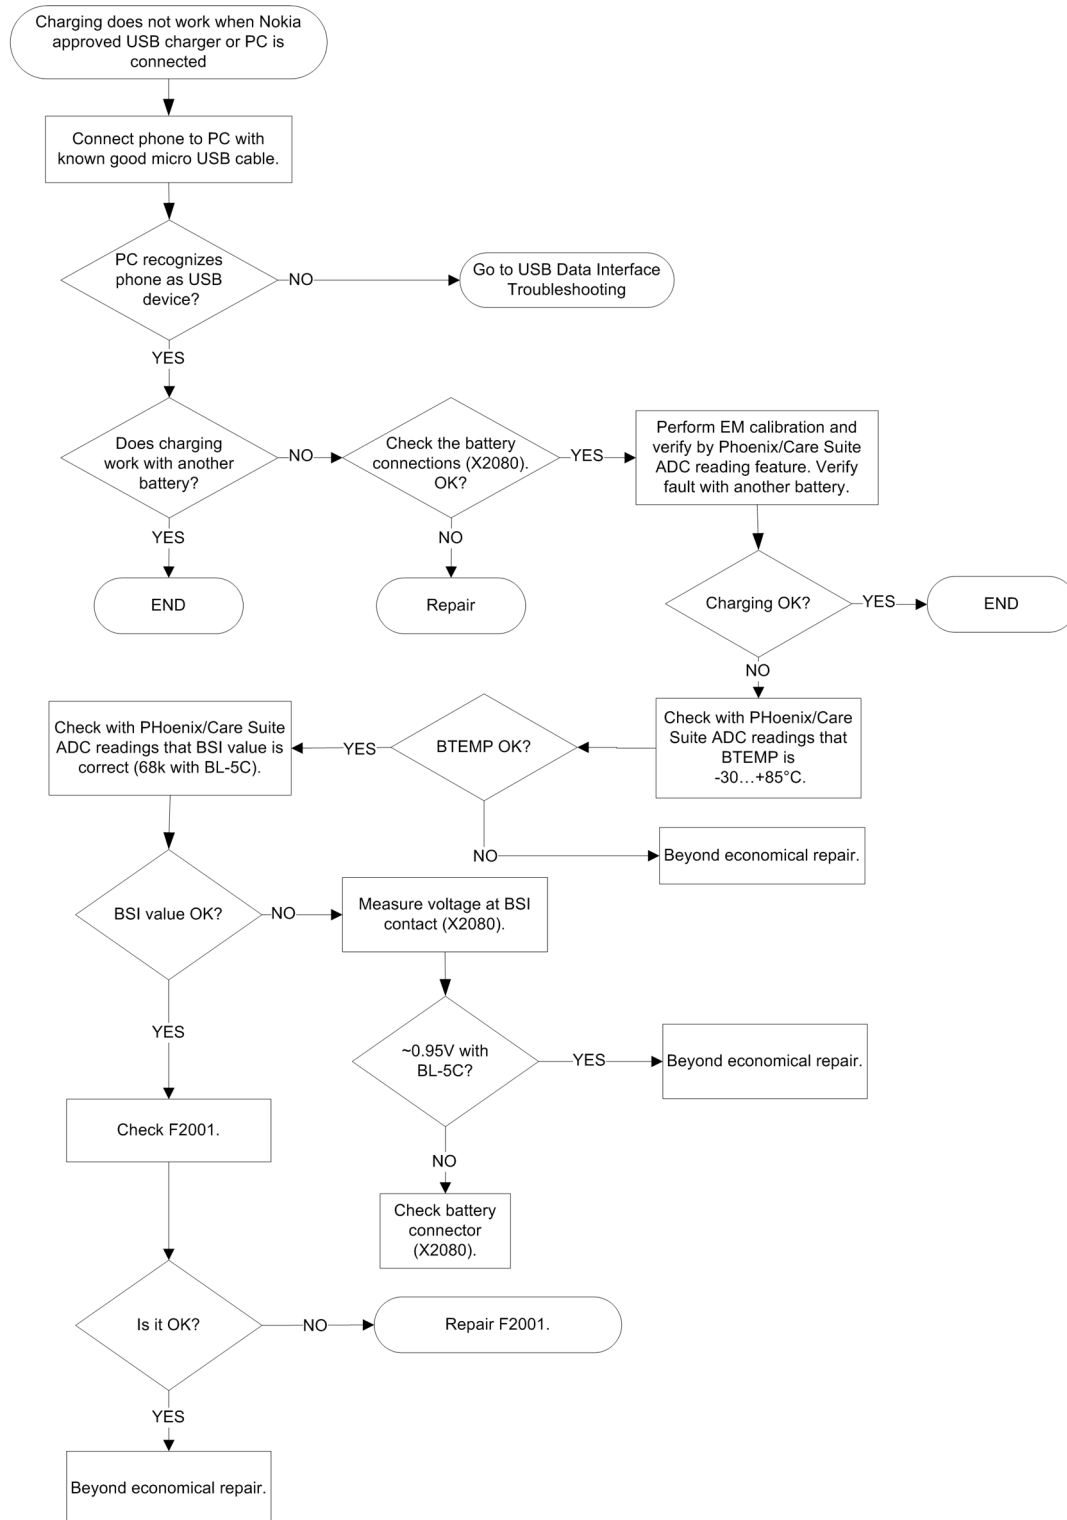 Charging does not work when Nokia
approved USB charger or PC is
connected
Connect phone to PC with
known good micro USB cable.
PC recognizes
phone as USB
device?
NO
Go to USB Data Interface
Troubleshooting
YES
Does charging
work with another
battery?
NO
Check the battery
connections (X2080).
OK?
YES
Perform EM calibration and
verify by Phoenix/Care Suite
ADC reading feature. Verify
fault with another battery.
YES
END
NO
Repair
Charging OK?
YES
END
NO
Check with PHoenix/Care
Suite ADC readings that
BTEMP is
-30…+85°C.
BTEMP OK?
YES
Check with PHoenix/Care Suite
ADC readings that BSI value is
correct (68k with BL-5C).
NO
Beyond economical repair.
BSI value OK?
NO
Measure voltage at BSI
contact (X2080).
~0.95V with
BL-5C?
YES
Beyond economical repair.
NO
Check battery
connector
(X2080).
YES
Check F2001.
Is it OK?
NO
Repair F2001.
YES
Beyond economical repair.